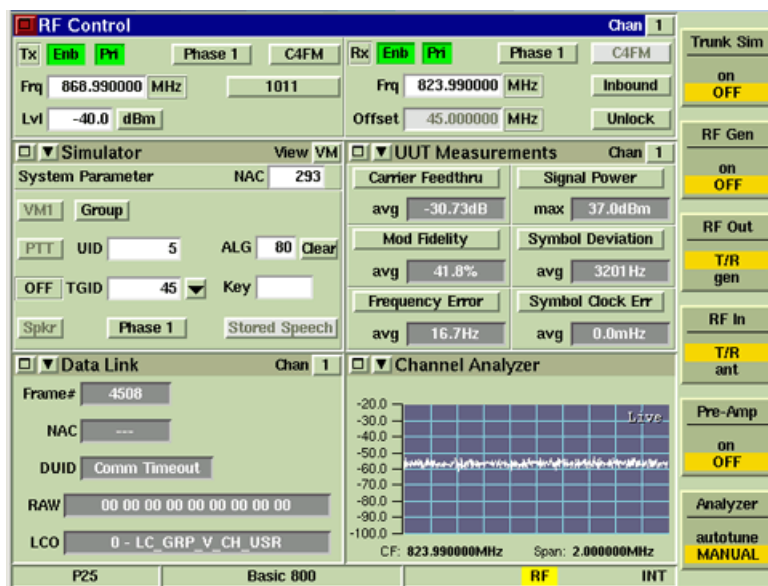 RF Control Chan 1
Tx Enb Pri Phase 1 C4FM
Frq 868.990000 MHz 1011
Lvl -40.0 dBm
Rx Enb Pri Phase 1 C4FM
Frq 823.990000 MHz Inbound
Offset 45.000000 MHz Unlock
Simulator View VM
System Parameter NAC 293
VM1 Group
PTT UID 5 ALG 80 Clear
OFF TGID 45 Key
Spkr Phase 1 Stored Speech
UUT Measurements Chan 1
Carrier Feedthru Signal Power
avg -30.73dB max 37.0dBm
Mod Fidelity Symbol Deviation
avg 41.8% avg 3201Hz
Frequency Error Symbol Clock Err
avg 16.7Hz avg 0.0mHz
Data Link Chan 1
Frame# 4508
NAC ---
DUID Comm Timeout
RAW 00 00 00 00 00 00 00 00 00
LCO 0 - LC_GRP_V_CH_USR
Channel Analyzer
Live
-20.0
-30.0
-40.0
-50.0
-60.0
-70.0
-80.0
-90.0
-100.0
CF: 823.990000MHz Span: 2.000000MHz
Trunk Sim
on
OFF
RF Gen
on
OFF
RF Out
T/R
gen
RF In
T/R
ant
Pre-Amp
on
OFF
Analyzer
autotune
MANUAL
P25 Basic 800 RF INT